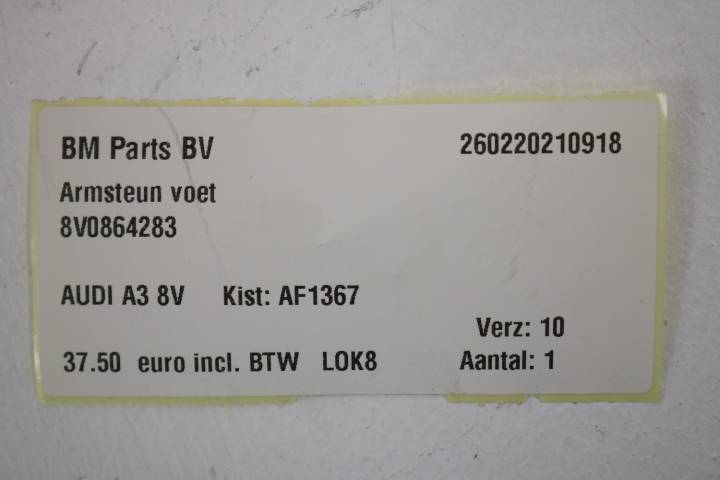 BM Parts BV 260220210918
Armsteun voet
8V0864283
AUDI A3 8V Kist: AF1367
Verz: 10
37.50 euro incl. BTW LOK8 Aantal: 1